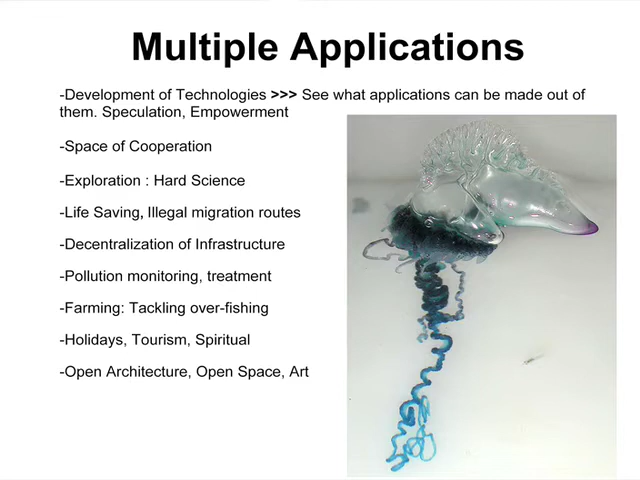 Multiple Applications
-Development of Technologies >>> See what applications can be made out of
them. Speculation, Empowerment
-Space of Cooperation
-Exploration : Hard Science
-Life Saving, Illegal migration routes
-Decentralization of Infrastructure
-Pollution monitoring, treatment
-Farming: Tackling over-fishing
-Holidays, Tourism, Spiritual
-Open Architecture, Open Space, Art